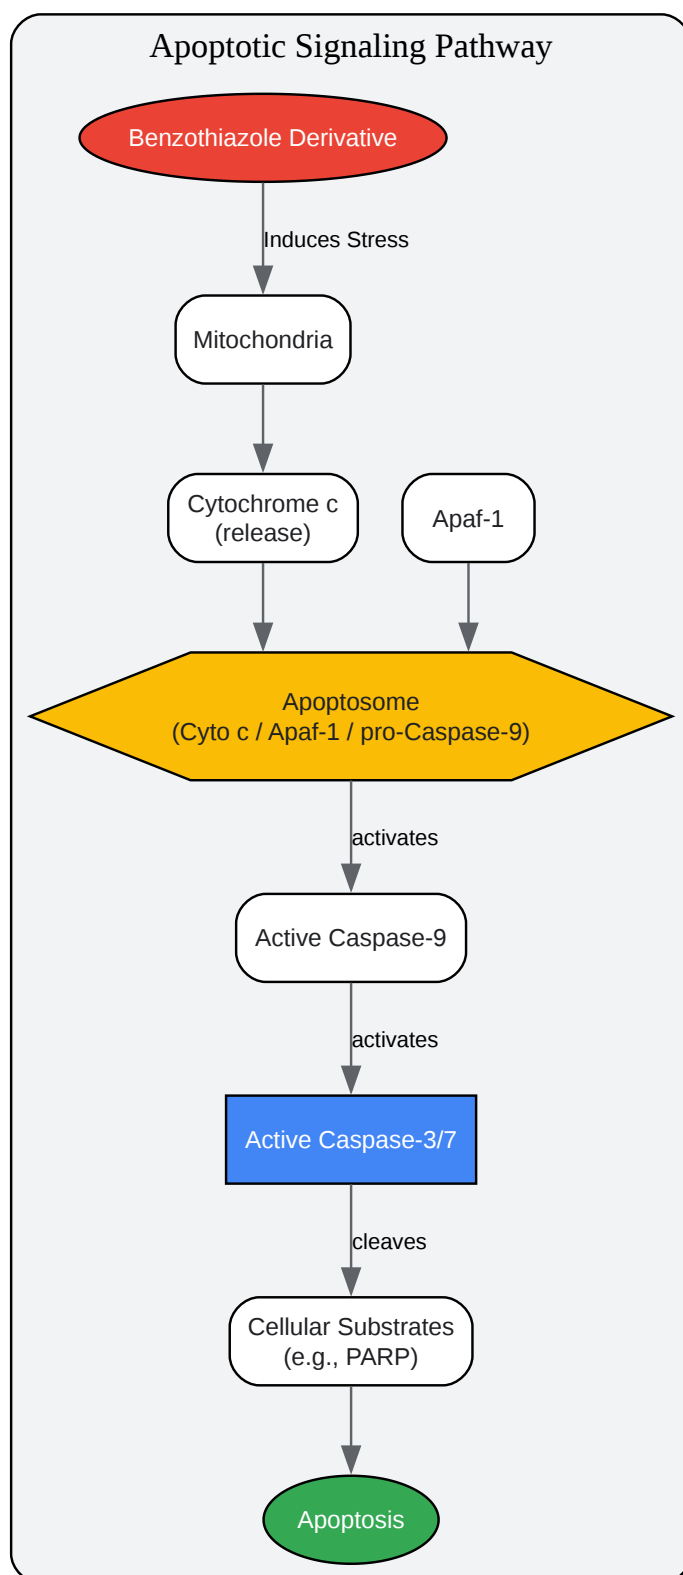 Apoptotic Signaling Pathway
Benzothiazole Derivative
Induces Stress
Mitochondria
Cytochrome c
(release)
Apaf-1
Apoptosome
(Cyto c / Apaf-1 / pro-Caspase-9)
activates
Active Caspase-9
activates
Active Caspase-3/7
cleaves
Cellular Substrates
(e.g., PARP)
Apoptosis